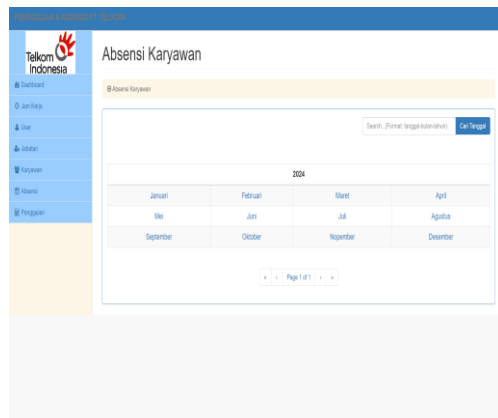 PENGGAJIAN & ABSENSI PT TELKOM
Telkom
Indonesia
Absensi Karyawan
Dashboard
Absensi Karyawan
Jam Kerja
User
Jabatan
Karyawan
Absensi
Penggajian
Search...(Format: tanggal-bulan-tahun) Cari Tanggal
2024
Januari Februari Maret April
Mei Juni Juli Agustus
September Oktober Nopember Desember
« ‹ Page 1 of 1 › »